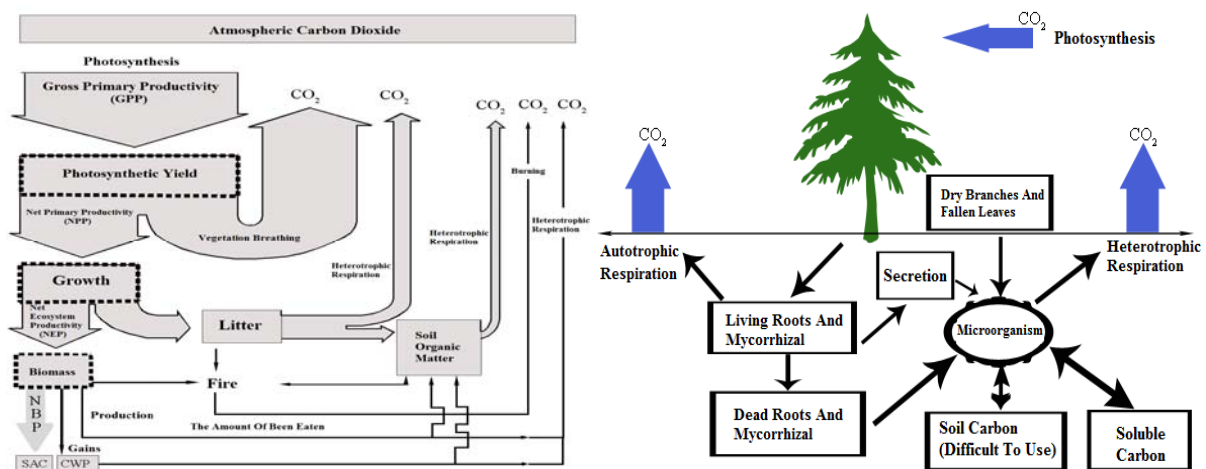 Atmospheric Carbon Dioxide
Photosynthesis
Gross Primary Productivity
(GPP)
CO2
CO2
CO2
CO2
CO2
Photosynthetic Yield
Burning
Net Primary Productivity
(NPP)
Vegetation Breathing
Heterotrophic
Respiration
Heterotrophic
Respiration
Heterotrophic
Respiration
Growth
Net
Ecosystem
Productivity
(NEP)
Litter
Soil
Organic
Matter
Biomass
Fire
N
B
P
Production
The Amount Of Been Eaten
Gains
SAC
CWP
CO2
Photosynthesis
CO2
CO2
Dry Branches And
Fallen Leaves
Autotrophic
Respiration
Heterotrophic
Respiration
Secretion
Living Roots And
Mycorrhizal
Microorganism
Dead Roots And
Mycorrhizal
Soil Carbon
(Difficult To Use)
Soluble
Carbon